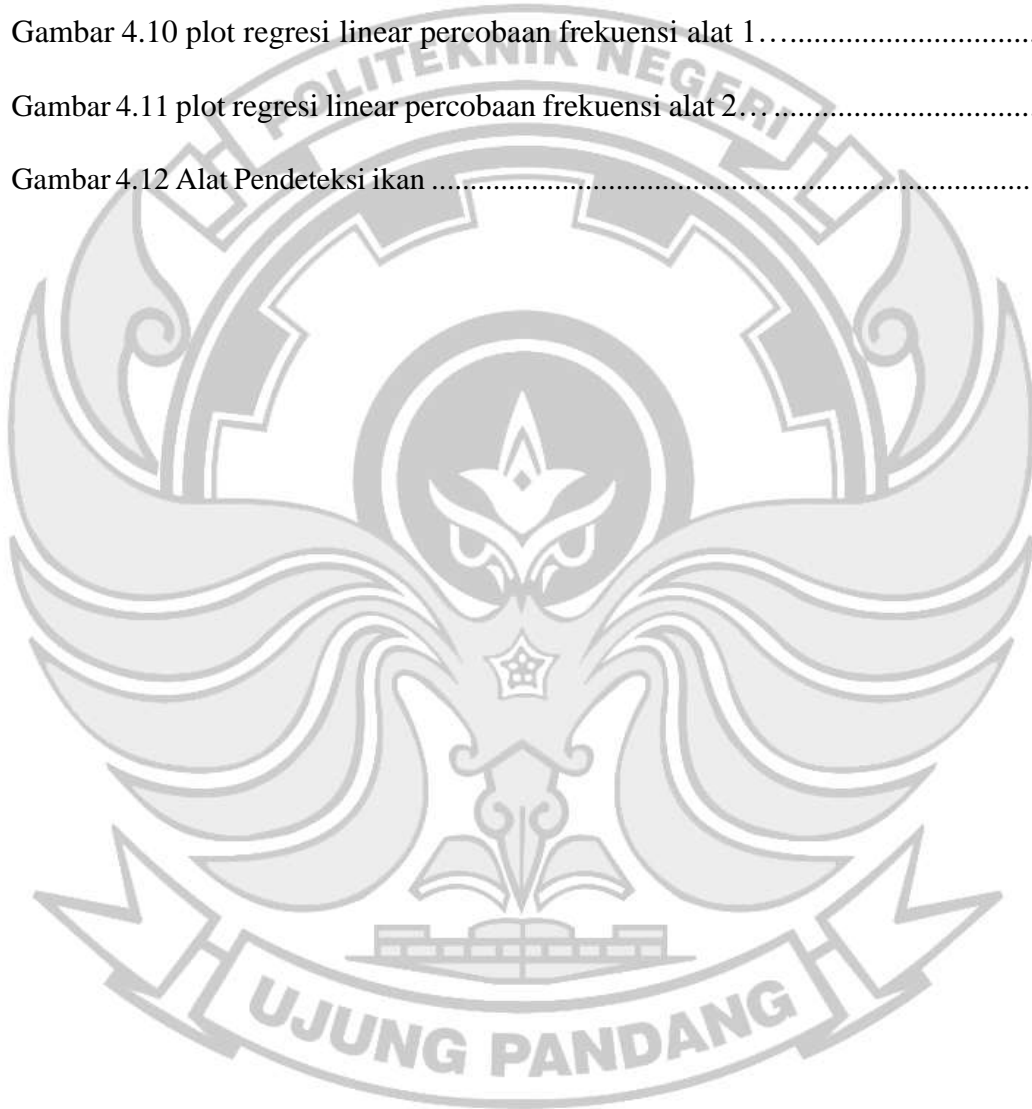 Gambar 4.10 plot regresi linear percobaan frekuensi alat 1…..............................
Gambar 4.11 plot regresi linear percobaan frekuensi alat 2…..............................
Gambar 4.12 Alat Pendeteksi ikan ...........................................................................
POLITEKNIK NEGERI
UJUNG PANDANG